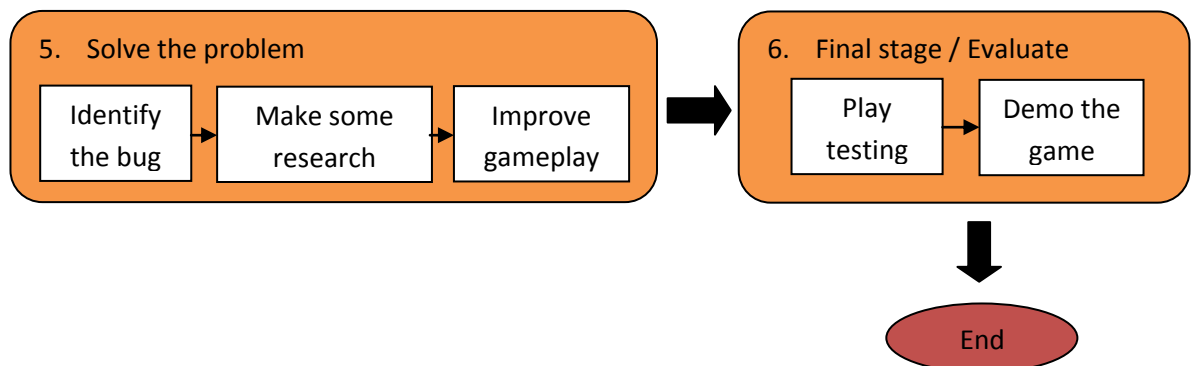 5. Solve the problem
Identify
the bug
Make some
research
Improve
gameplay
6. Final stage / Evaluate
Play
testing
Demo the
game
End